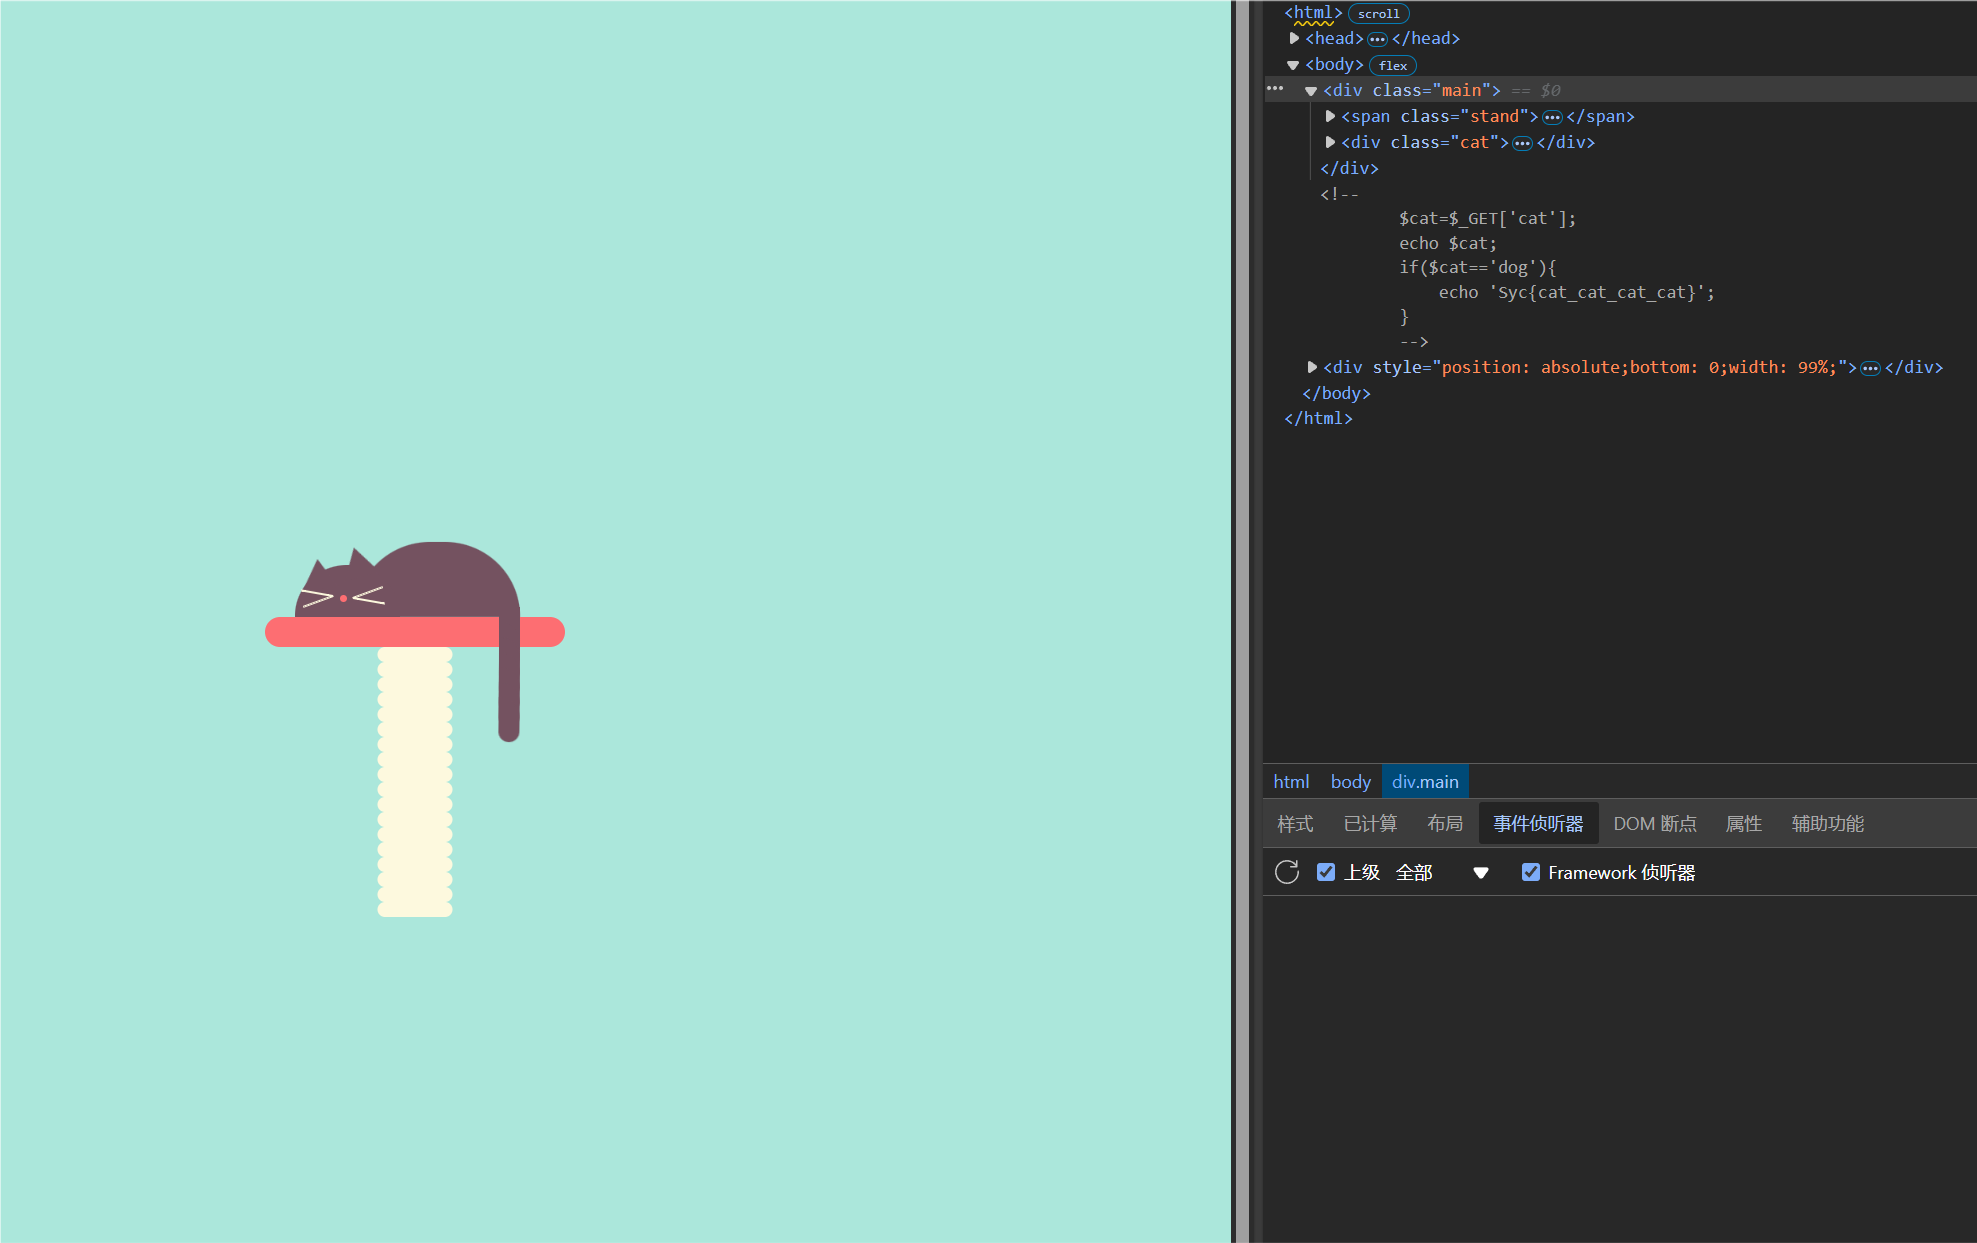 <html> scroll
<head> ••• </head>
<body> flex
••• <div class="main"> == $0
<span class="stand"> ••• </span>
<div class="cat"> ••• </div>
</div>
<!--
$cat=$_GET['cat'];
echo $cat;
if($cat=='dog'){
echo 'Syc{cat_cat_cat_cat}';
}
-->
<div style="position: absolute;bottom: 0;width: 99%;"> ••• </div>
</body>
</html>
html body div.main
样式 已计算 布局 事件侦听器 DOM 断点 属性 辅助功能
上级 全部 Framework 侦听器